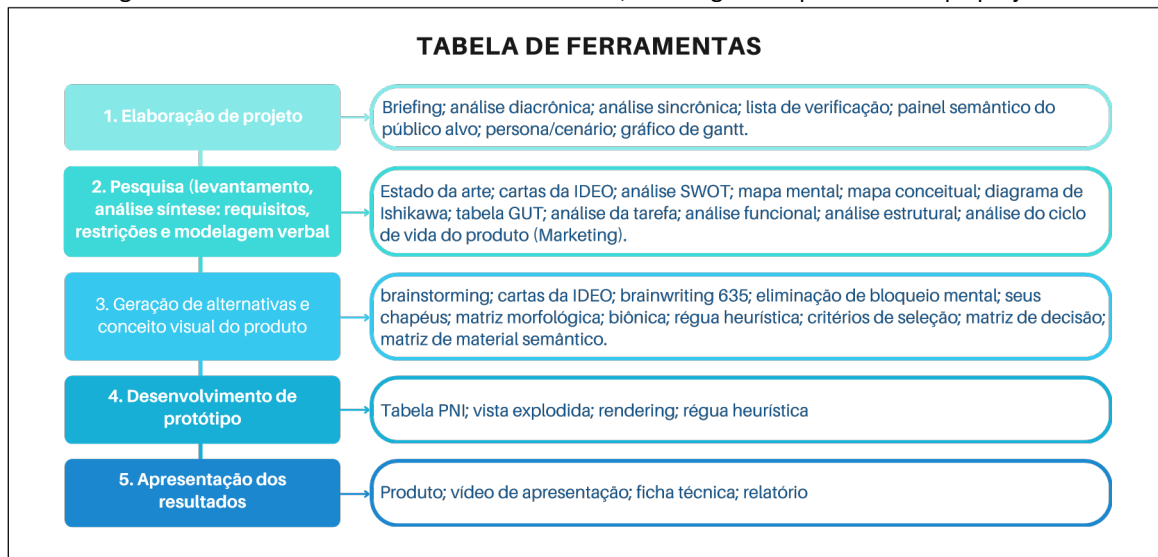 TABELA DE FERRAMENTAS
1. Elaboração de projeto
Briefing; análise diacrônica; análise sincrônica; lista de verificação; painel semântico do
público alvo; persona/cenário; gráfico de gantt.
2. Pesquisa (levantamento,
análise síntese: requisitos,
restrições e modelagem verbal
Estado da arte; cartas da IDEO; análise SWOT; mapa mental; mapa conceitual; diagrama de
Ishikawa; tabela GUT; análise da tarefa; análise funcional; análise estrutural; análise do ciclo
de vida do produto (Marketing).
3. Geração de alternativas e
conceito visual do produto
brainstorming; cartas da IDEO; brainwriting 635; eliminação de bloqueio mental; seus
chapéus; matriz morfológica; biônica; régua heurística; critérios de seleção; matriz de decisão;
matriz de material semântico.
4. Desenvolvimento de
protótipo
Tabela PNI; vista explodida; rendering; régua heurística
5. Apresentação dos
resultados
Produto; vídeo de apresentação; ficha técnica; relatório